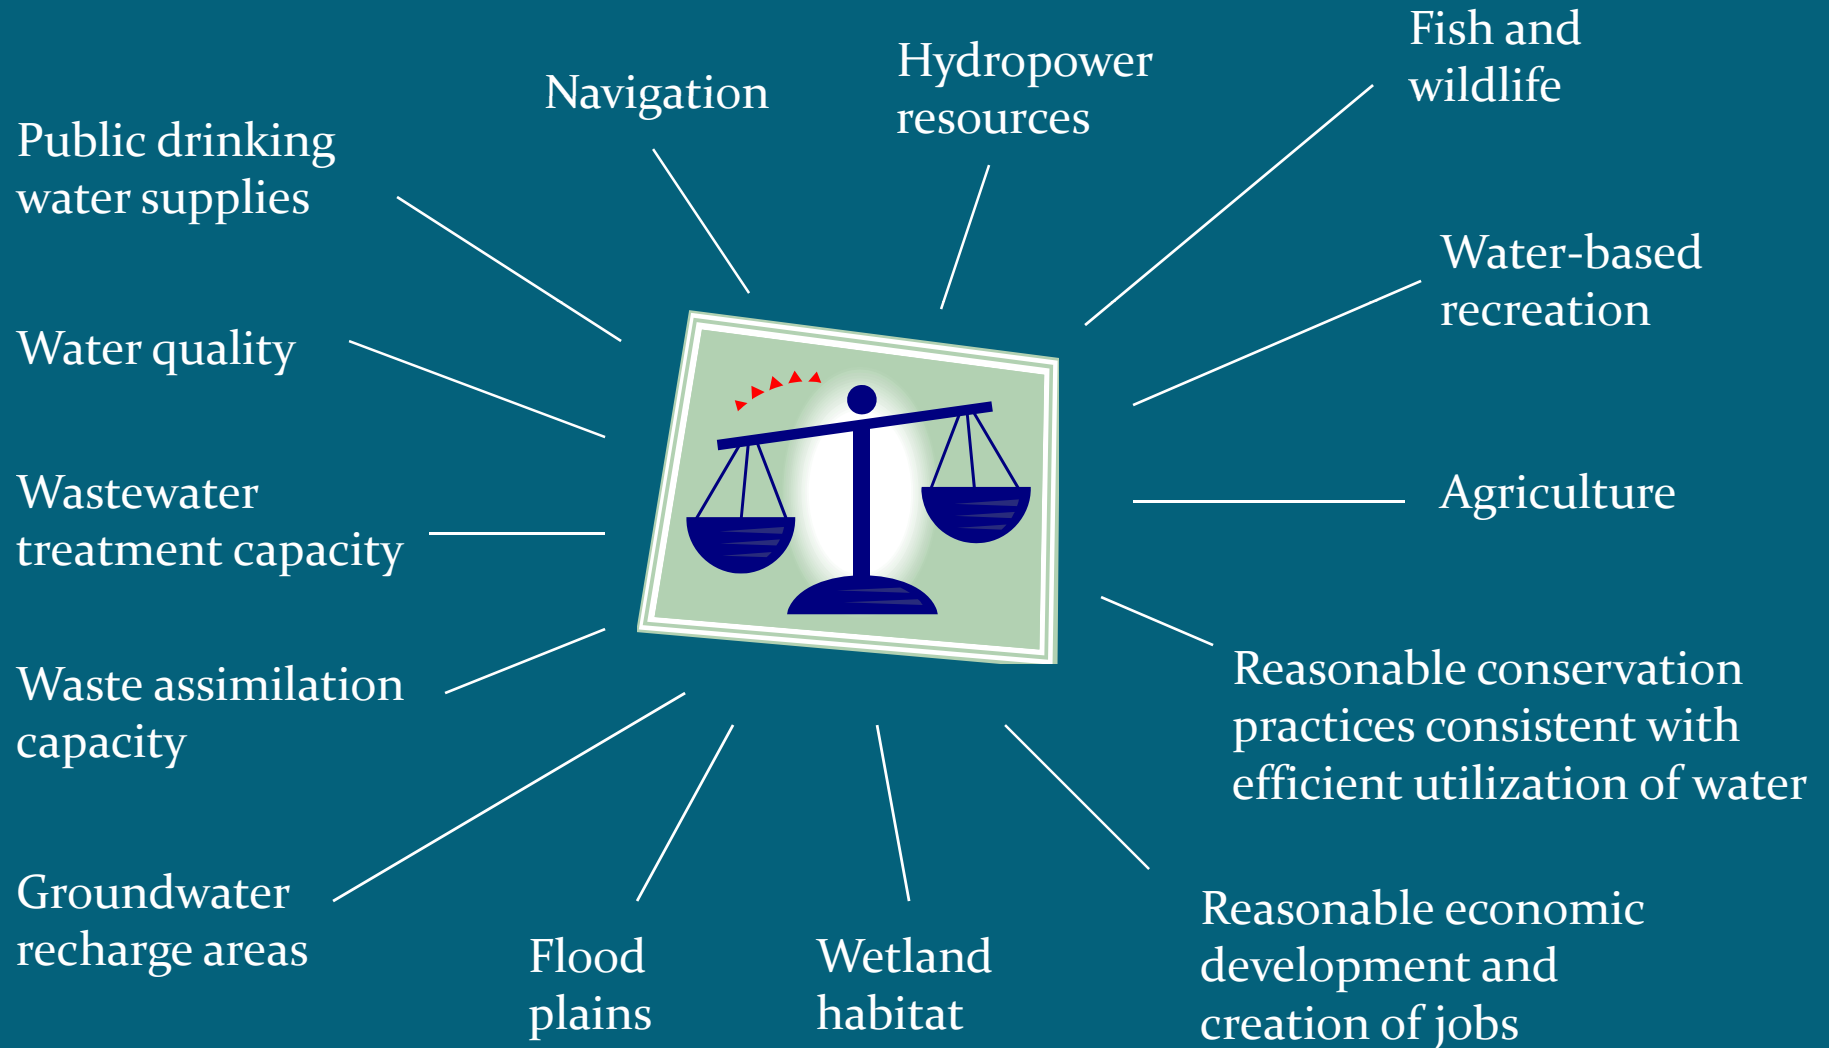 Navigation
Hydropower
resources
Fish and
wildlife
Public drinking
water supplies
Water-based
recreation
Water quality
Agriculture
Wastewater
treatment capacity
Waste assimilation
capacity
Reasonable conservation
practices consistent with
efficient utilization of water
Groundwater
recharge areas
Flood
plains
Wetland
habitat
Reasonable economic
development and
creation of jobs